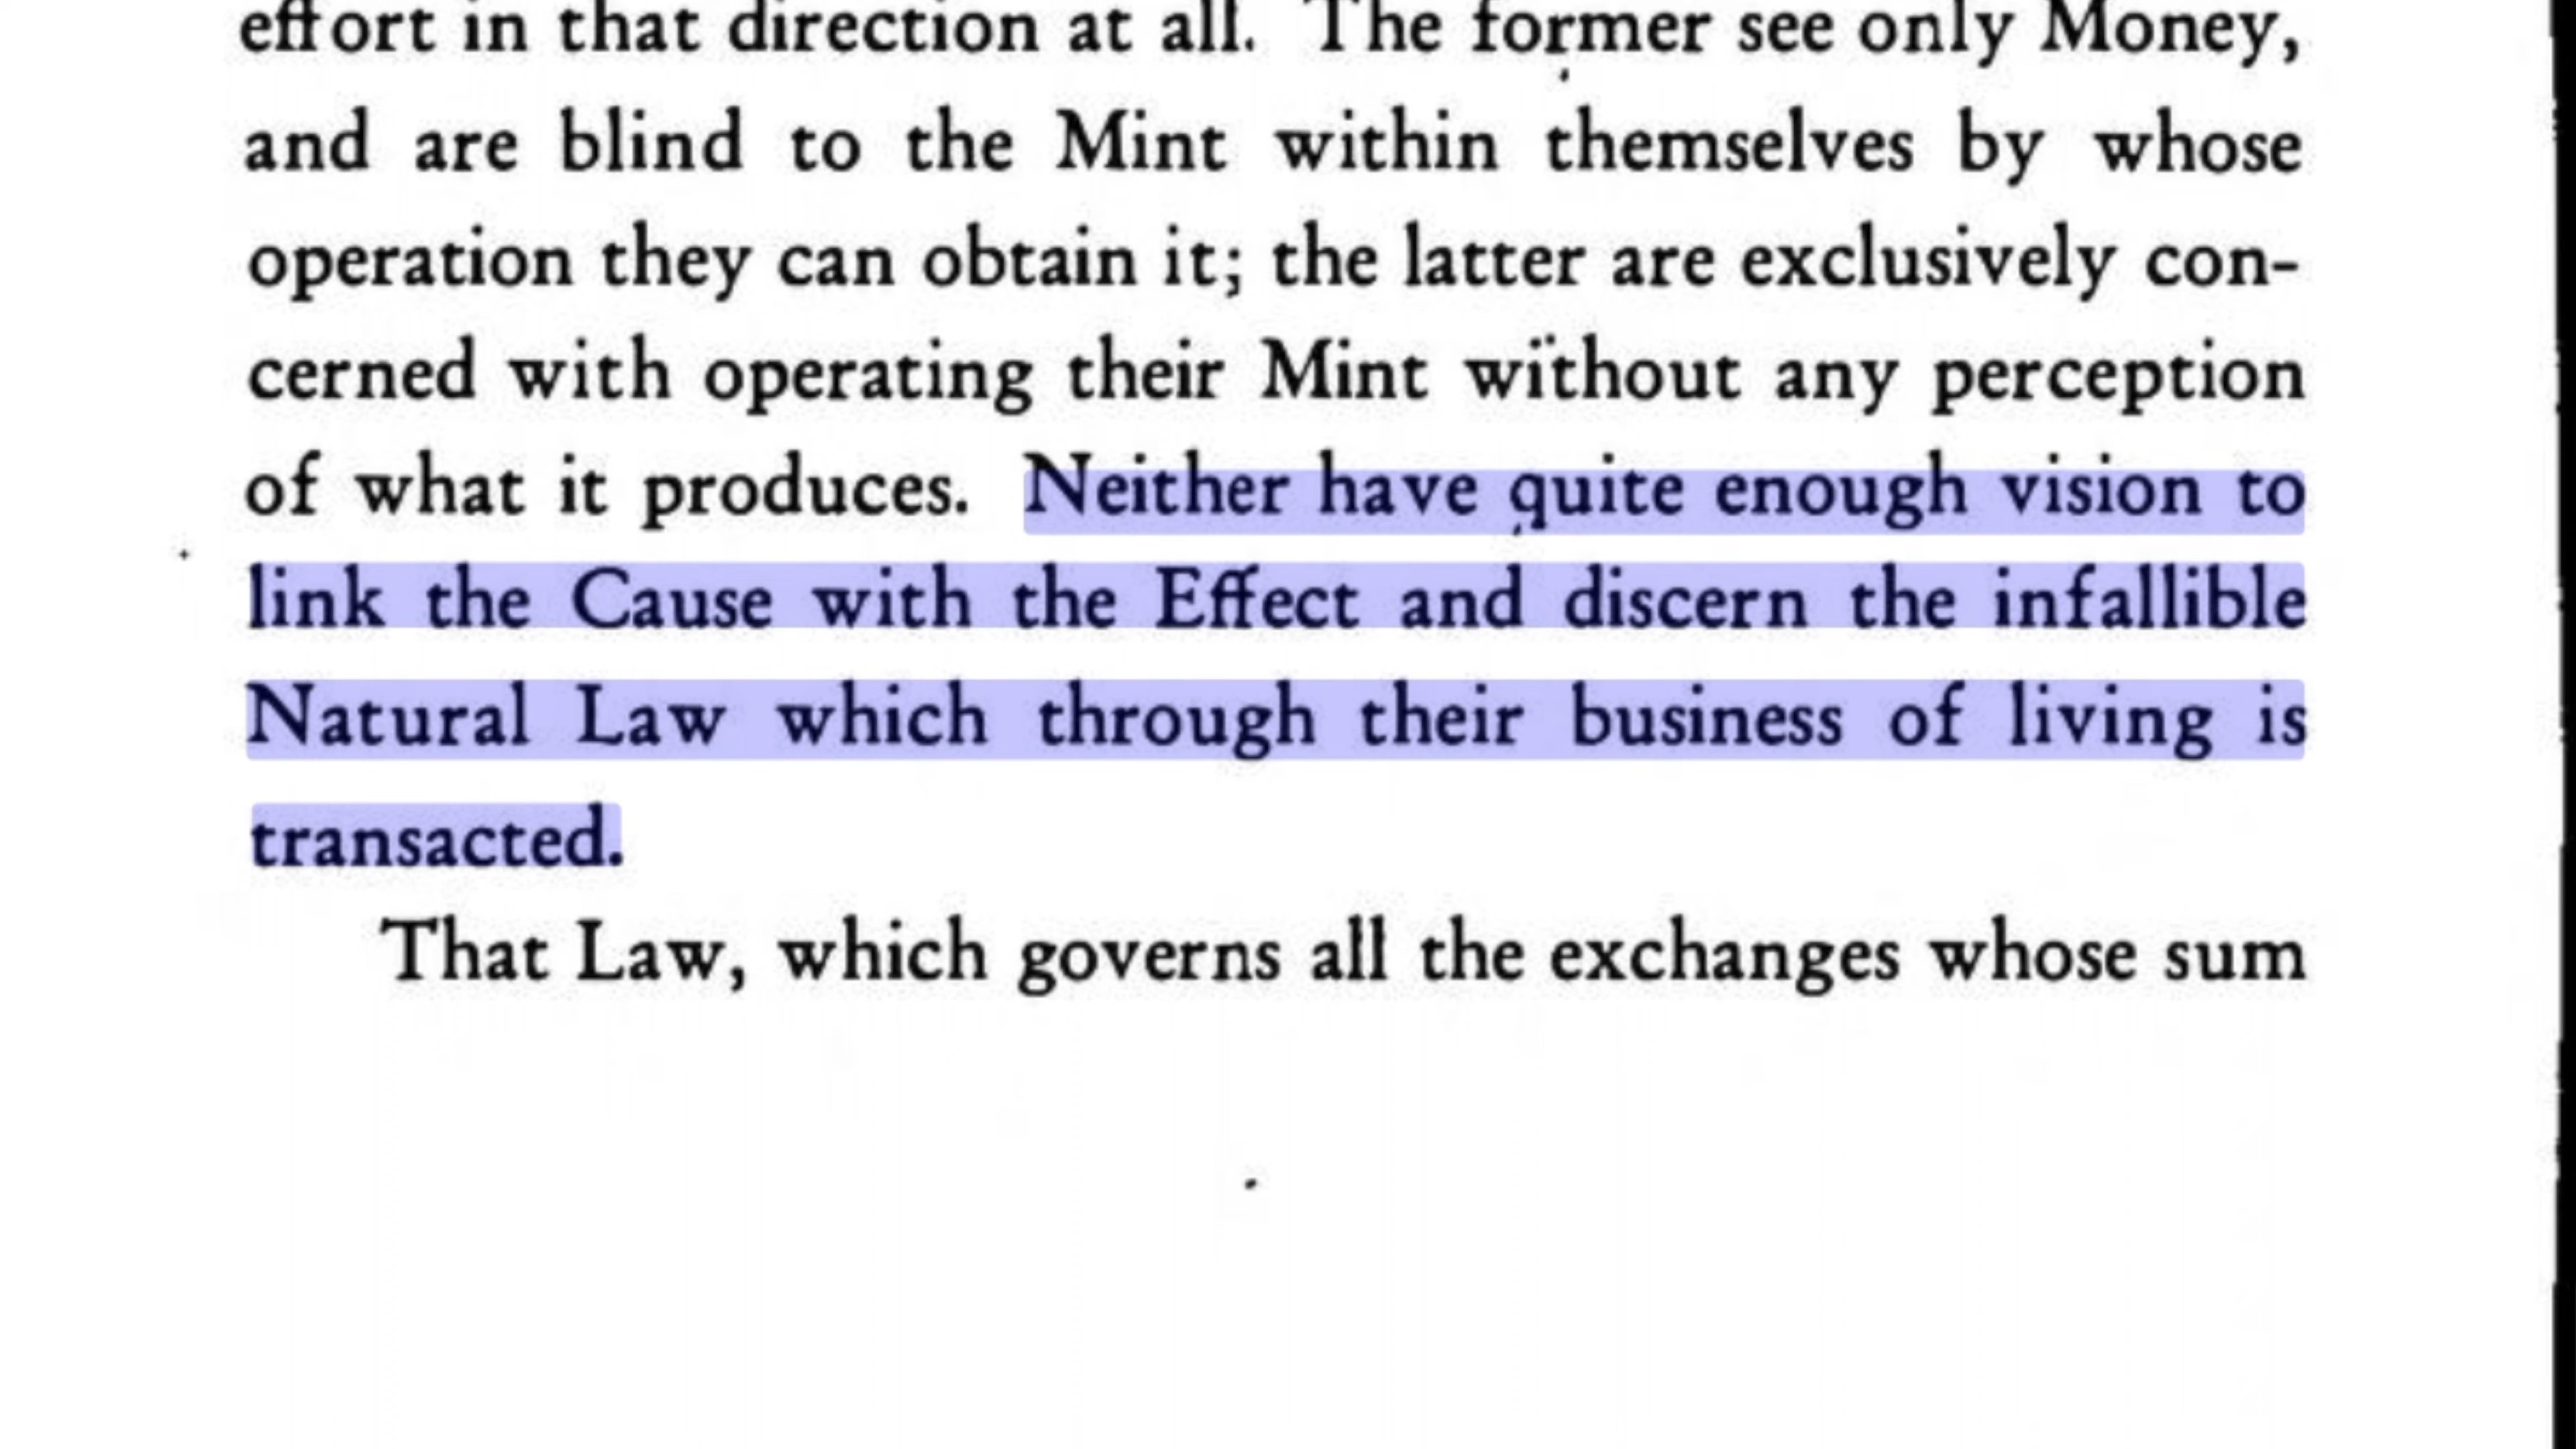 effort in that direction at all. The former see only Money,
and are blind to the Mint within themselves by whose
operation they can obtain it; the latter are exclusively con-
cerned with operating their Mint without any perception
of what it produces. Neither have quite enough vision to
link the Cause with the Effect and discern the infallible
Natural Law which through their business of living is
transacted.
That Law, which governs all the exchanges whose sum